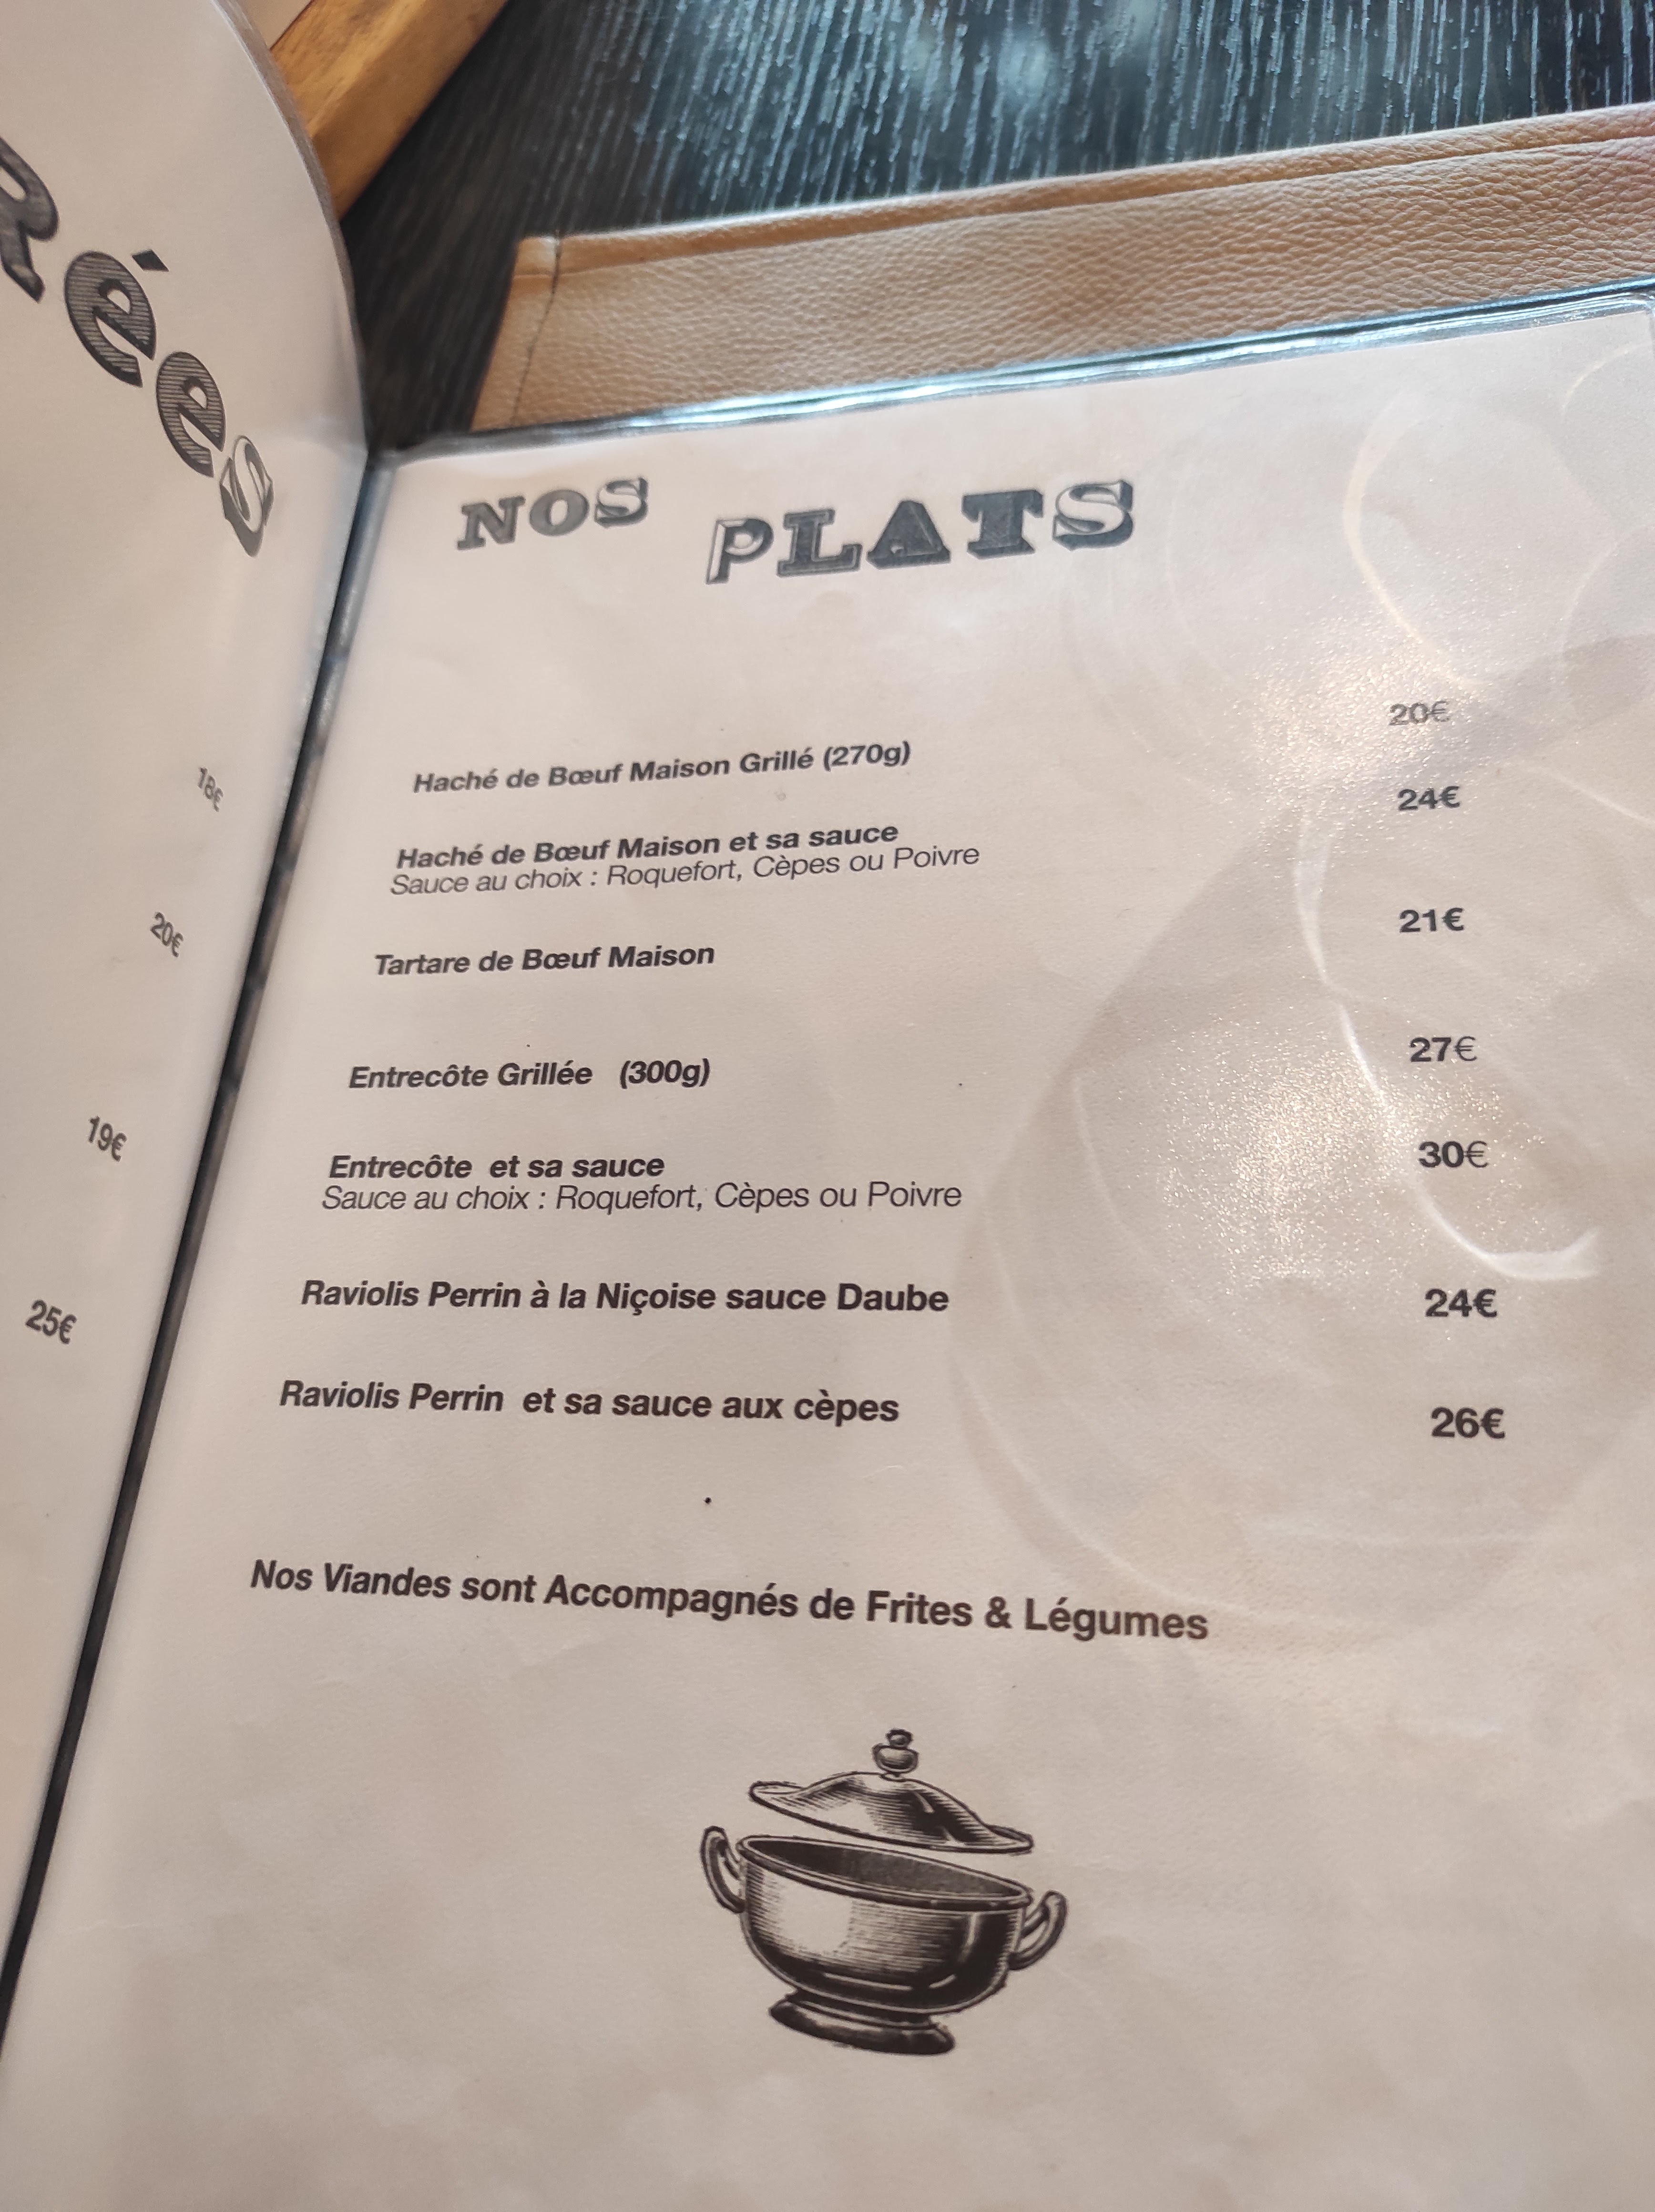 Rées
18€
20€
19€
25€
NOS PLATS
Haché de Bœuf Maison Grillé (270g) 20€
Haché de Bœuf Maison et sa sauce 24€
Sauce au choix : Roquefort, Cèpes ou Poivre
Tartare de Bœuf Maison 21€
Entrecôte Grillée (300g) 27€
Entrecôte et sa sauce 30€
Sauce au choix : Roquefort, Cèpes ou Poivre
Raviolis Perrin à la Niçoise sauce Daube 24€
Raviolis Perrin et sa sauce aux cèpes 26€
Nos Viandes sont Accompagnés de Frites & Légumes